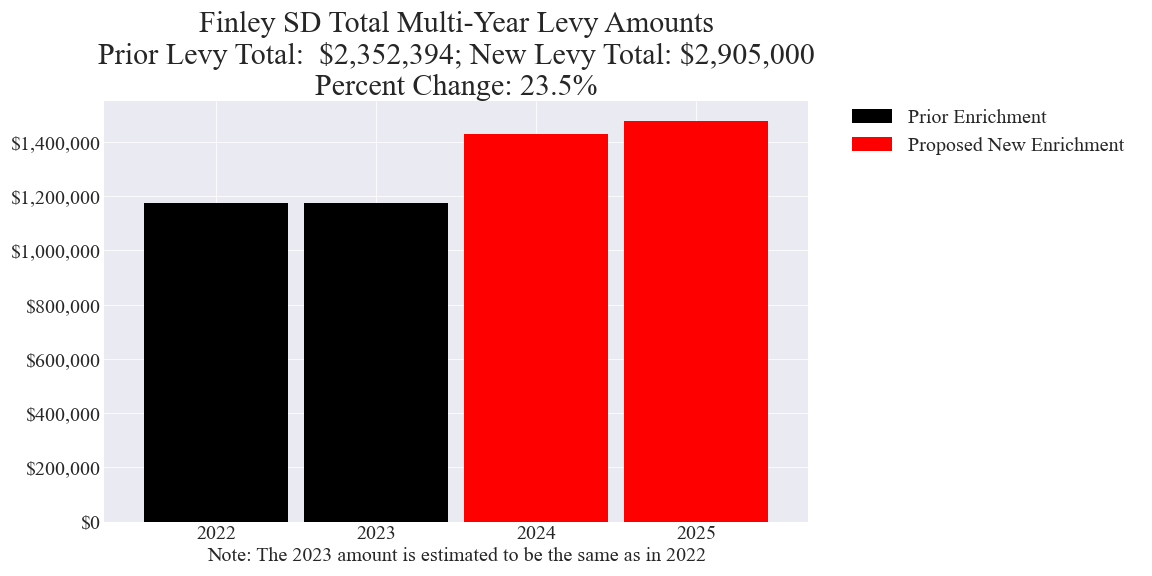 Finley SD Total Multi-Year Levy Amounts
Prior Levy Total:  $2,352,394; New Levy Total: $2,905,000
Percent Change: 23.5%
Prior Enrichment
Proposed New Enrichment
$1,400,000
$1,200,000
$1,000,000
$800,000
$600,000
$400,000
$200,000
$0
2022 2023 2024 2025
Note: The 2023 amount is estimated to be the same as in 2022